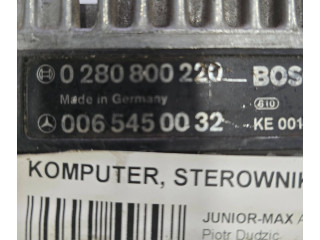 0 280 800 220 BOS
Made in Germany 610
006 545 00 32 KE 001
KOMPUTER, STEROWNIK
JUNIOR-MAX A
Piotr Dudzic.